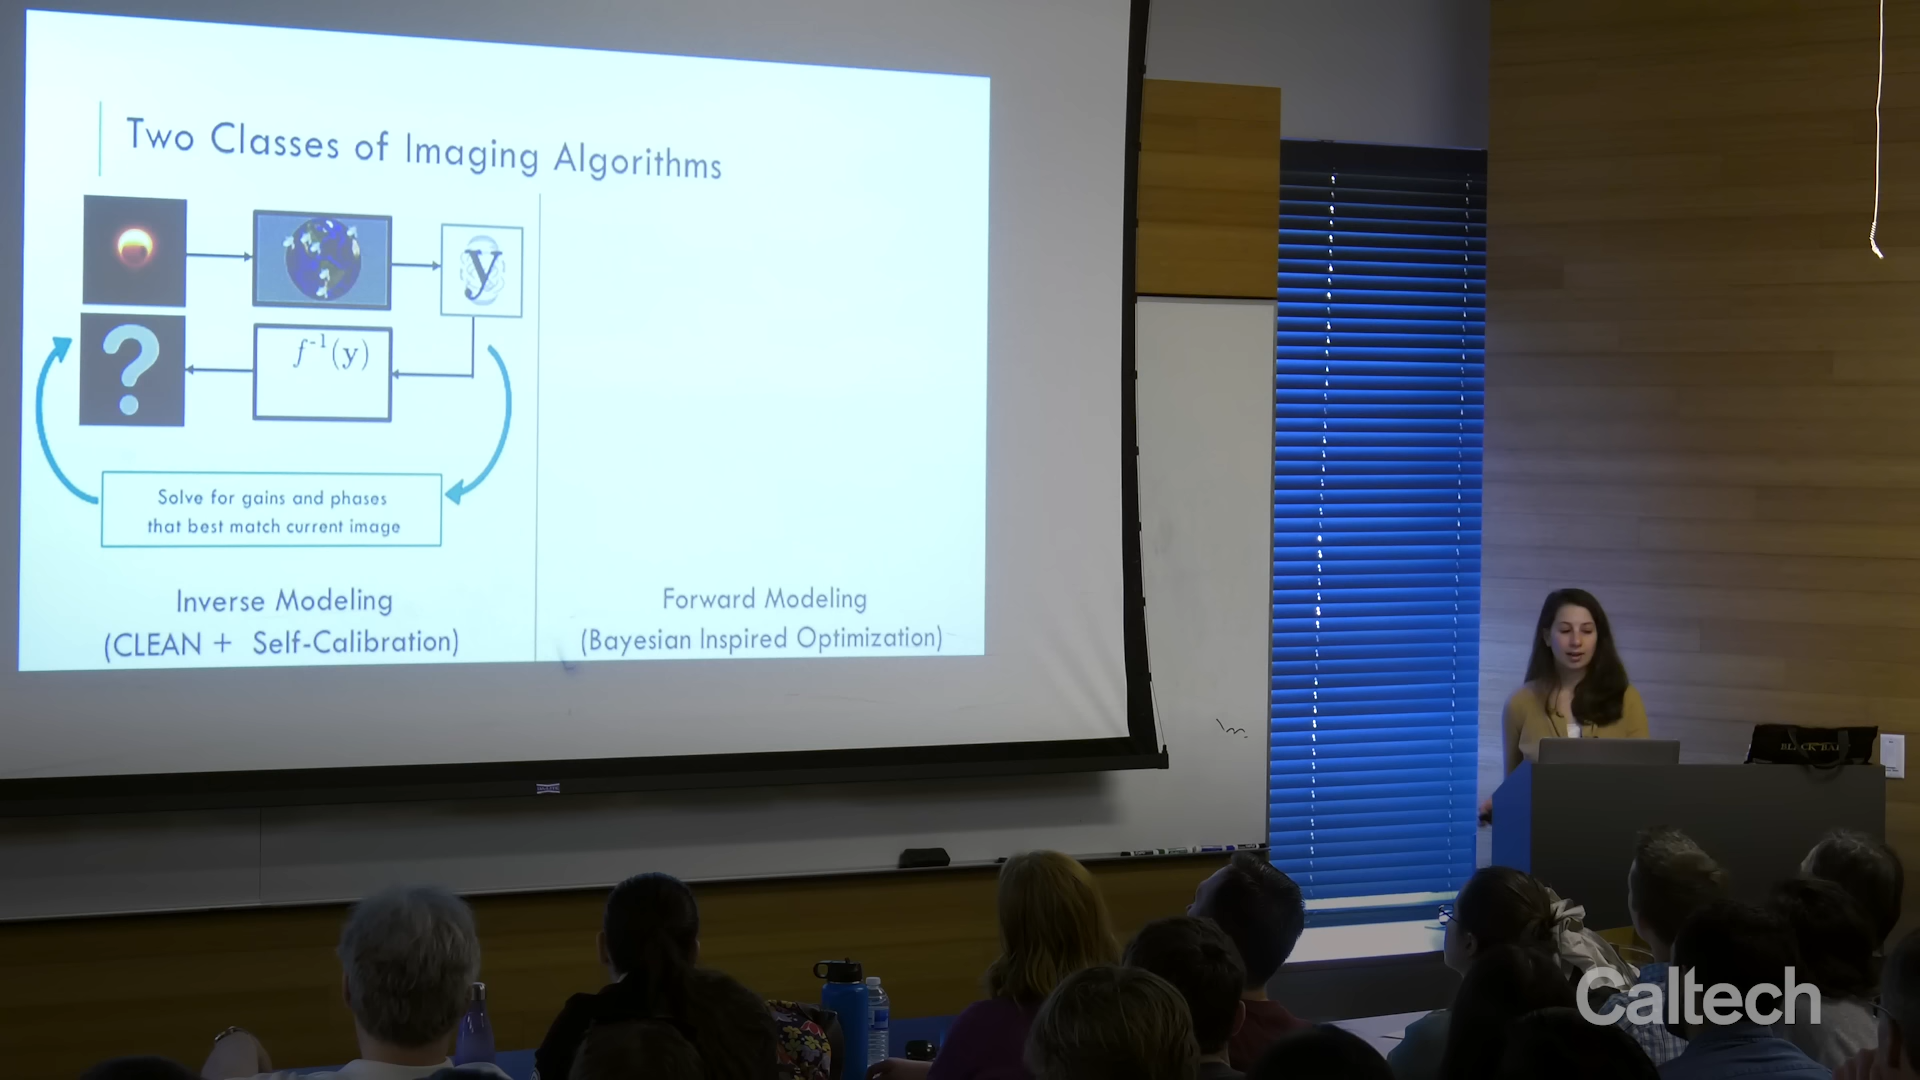 Two Classes of Imaging Algorithms
y
?
f⁻¹(y)
Solve for gains and phases
that best match current image
Inverse Modeling
(CLEAN + Self-Calibration)
Forward Modeling
(Bayesian Inspired Optimization)
Caltech